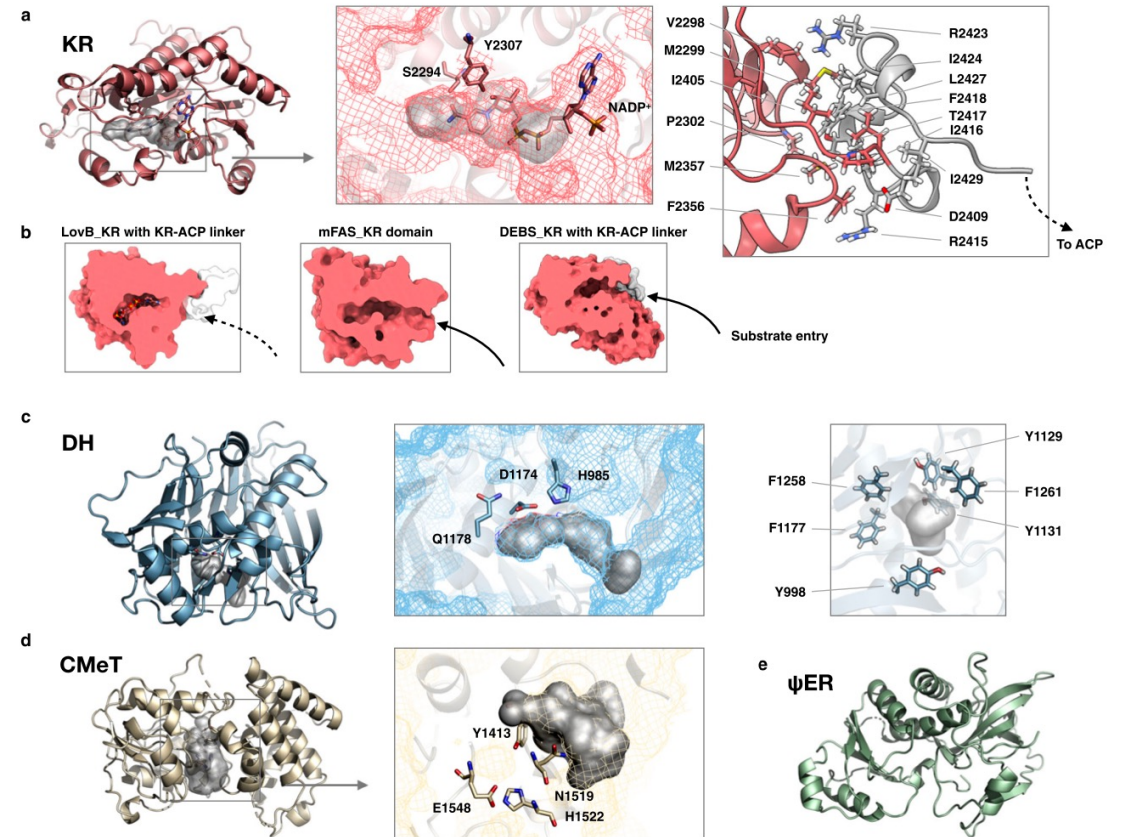 a
KR
S2294
Y2307
NADP⁺
V2298
M2299
I2405
P2302
M2357
F2356
R2423
I2424
L2427
F2418
T2417
I2416
I2429
D2409
R2415
To ACP
b
LovB_KR with KR-ACP linker
mFAS_KR domain
DEBS_KR with KR-ACP linker
Substrate entry
c
DH
D1174
H985
Q1178
Y1129
F1258
F1261
F1177
Y1131
Y998
d
CMeT
Y1413
N1519
E1548
H1522
e
ψER